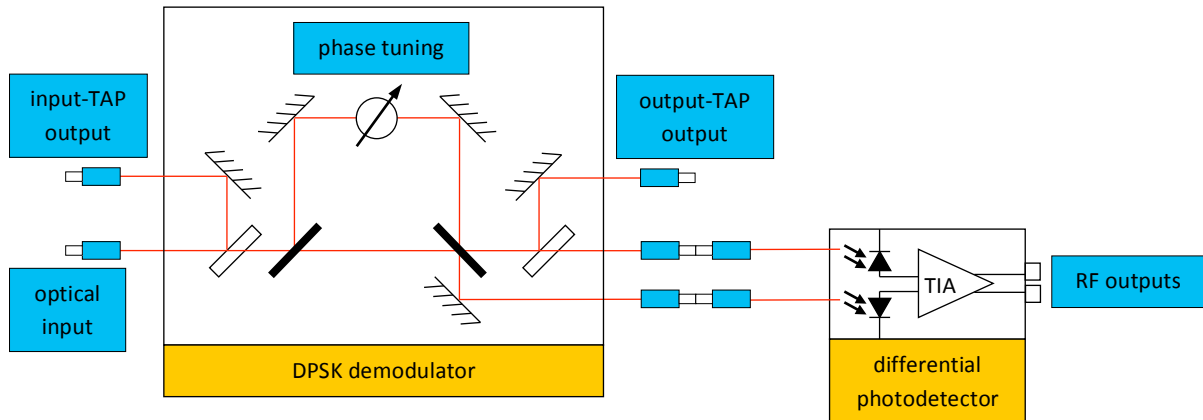 phase tuning
input-TAP
output
output-TAP
output
optical
input
TIA
RF outputs
DPSK demodulator
differential
photodetector